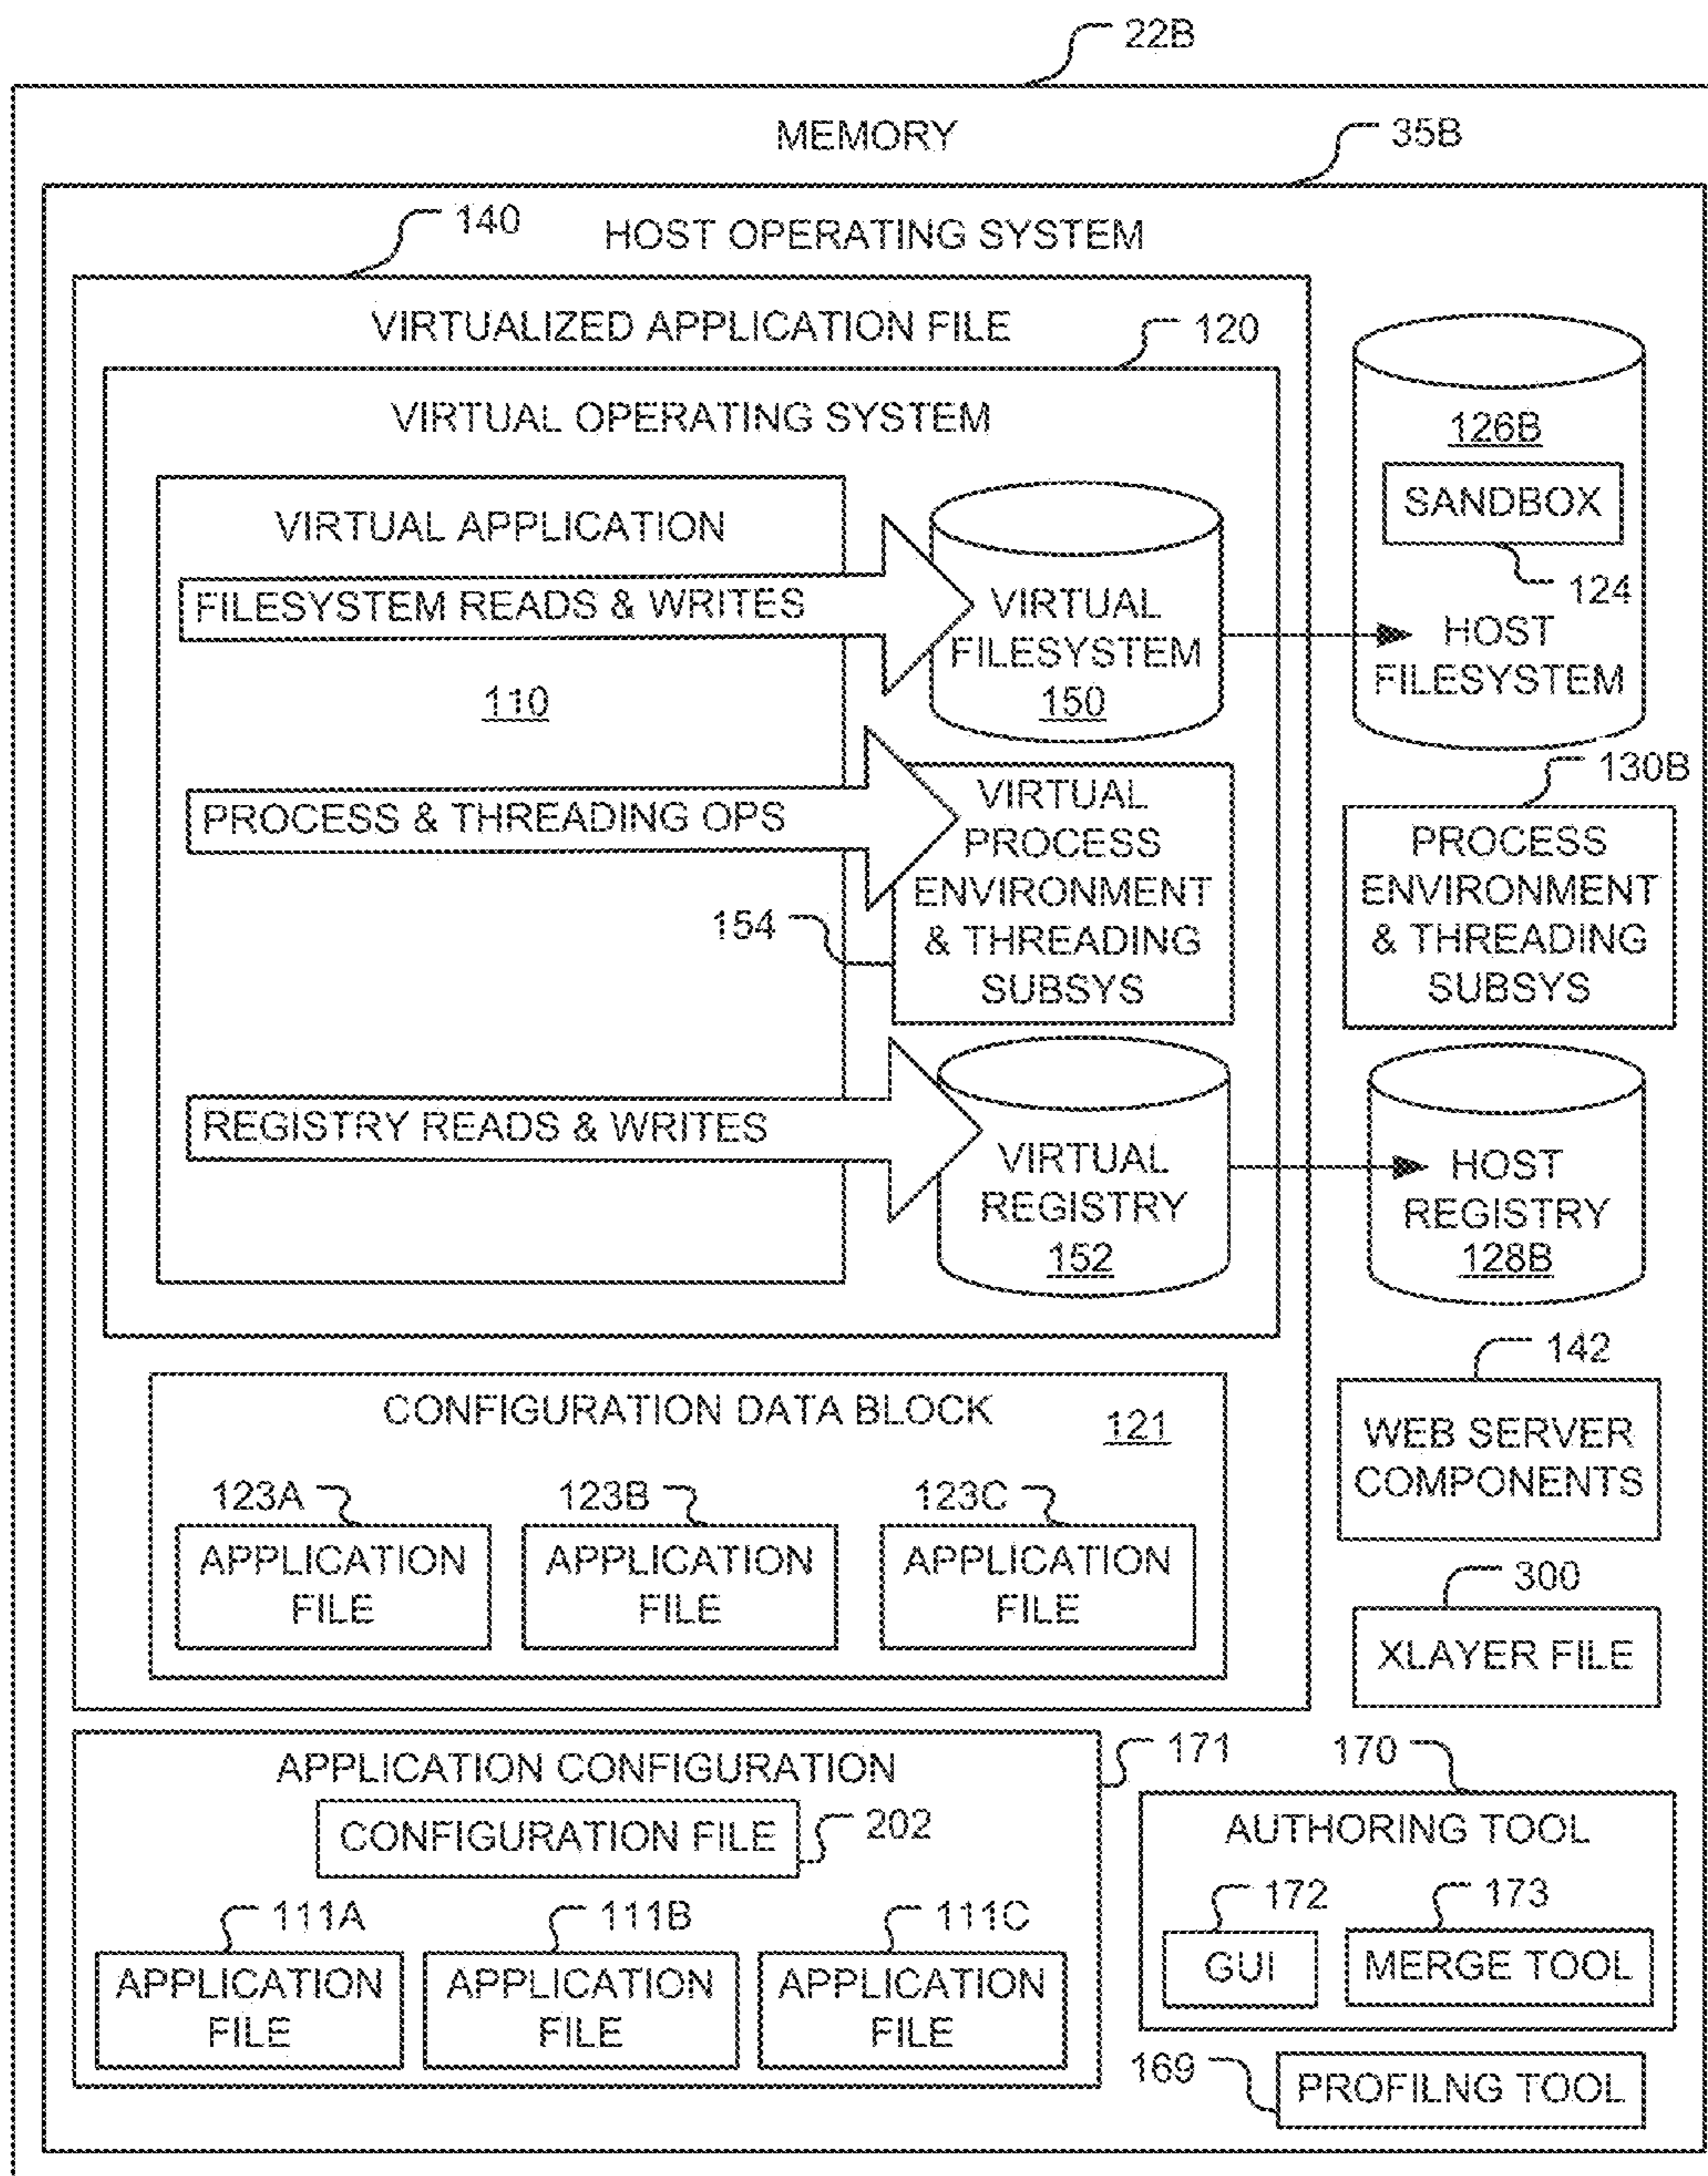 22B
MEMORY
35B
140
HOST OPERATING SYSTEM
VIRTUALIZED APPLICATION FILE
120
VIRTUAL OPERATING SYSTEM
126B
SANDBOX
124
HOST
FILESYSTEM
VIRTUAL APPLICATION
FILESYSTEM READS & WRITES
110
VIRTUAL
FILESYSTEM
150
PROCESS & THREADING OPS
154
VIRTUAL
PROCESS
ENVIRONMENT
& THREADING
SUBSYS
130B
PROCESS
ENVIRONMENT
& THREADING
SUBSYS
REGISTRY READS & WRITES
VIRTUAL
REGISTRY
152
HOST
REGISTRY
128B
142
WEB SERVER
COMPONENTS
CONFIGURATION DATA BLOCK
121
123A
123B
123C
APPLICATION
FILE
APPLICATION
FILE
APPLICATION
FILE
300
XLAYER FILE
171
APPLICATION CONFIGURATION
CONFIGURATION FILE
202
111A
111B
111C
APPLICATION
FILE
APPLICATION
FILE
APPLICATION
FILE
170
AUTHORING TOOL
172
173
GUI
MERGE TOOL
169
PROFILNG TOOL